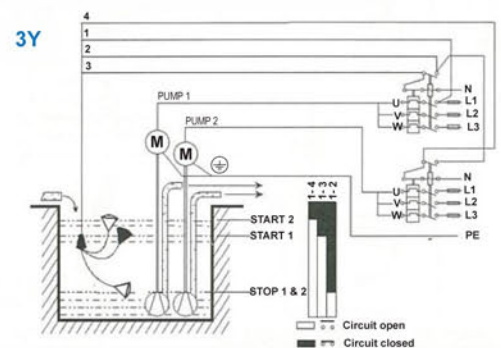 3Y
4
1
2
3
PUMP 1
PUMP 2
M
M
N
U L1
V L2
W L3
N
U L1
V L2
W L3
PE
1 - 4
1 - 3
1 - 2
START 2
START 1
STOP 1 & 2
Circuit open
Circuit closed